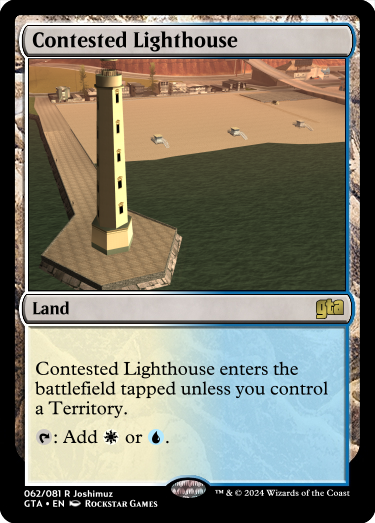 Contested Lighthouse
Land
gta
Contested Lighthouse enters the
battlefield tapped unless you control
a Territory.
: Add or .
062/081 R Joshimuz
GTA • EN ROCKSTAR GAMES
™ & © 2024 Wizards of the Coast